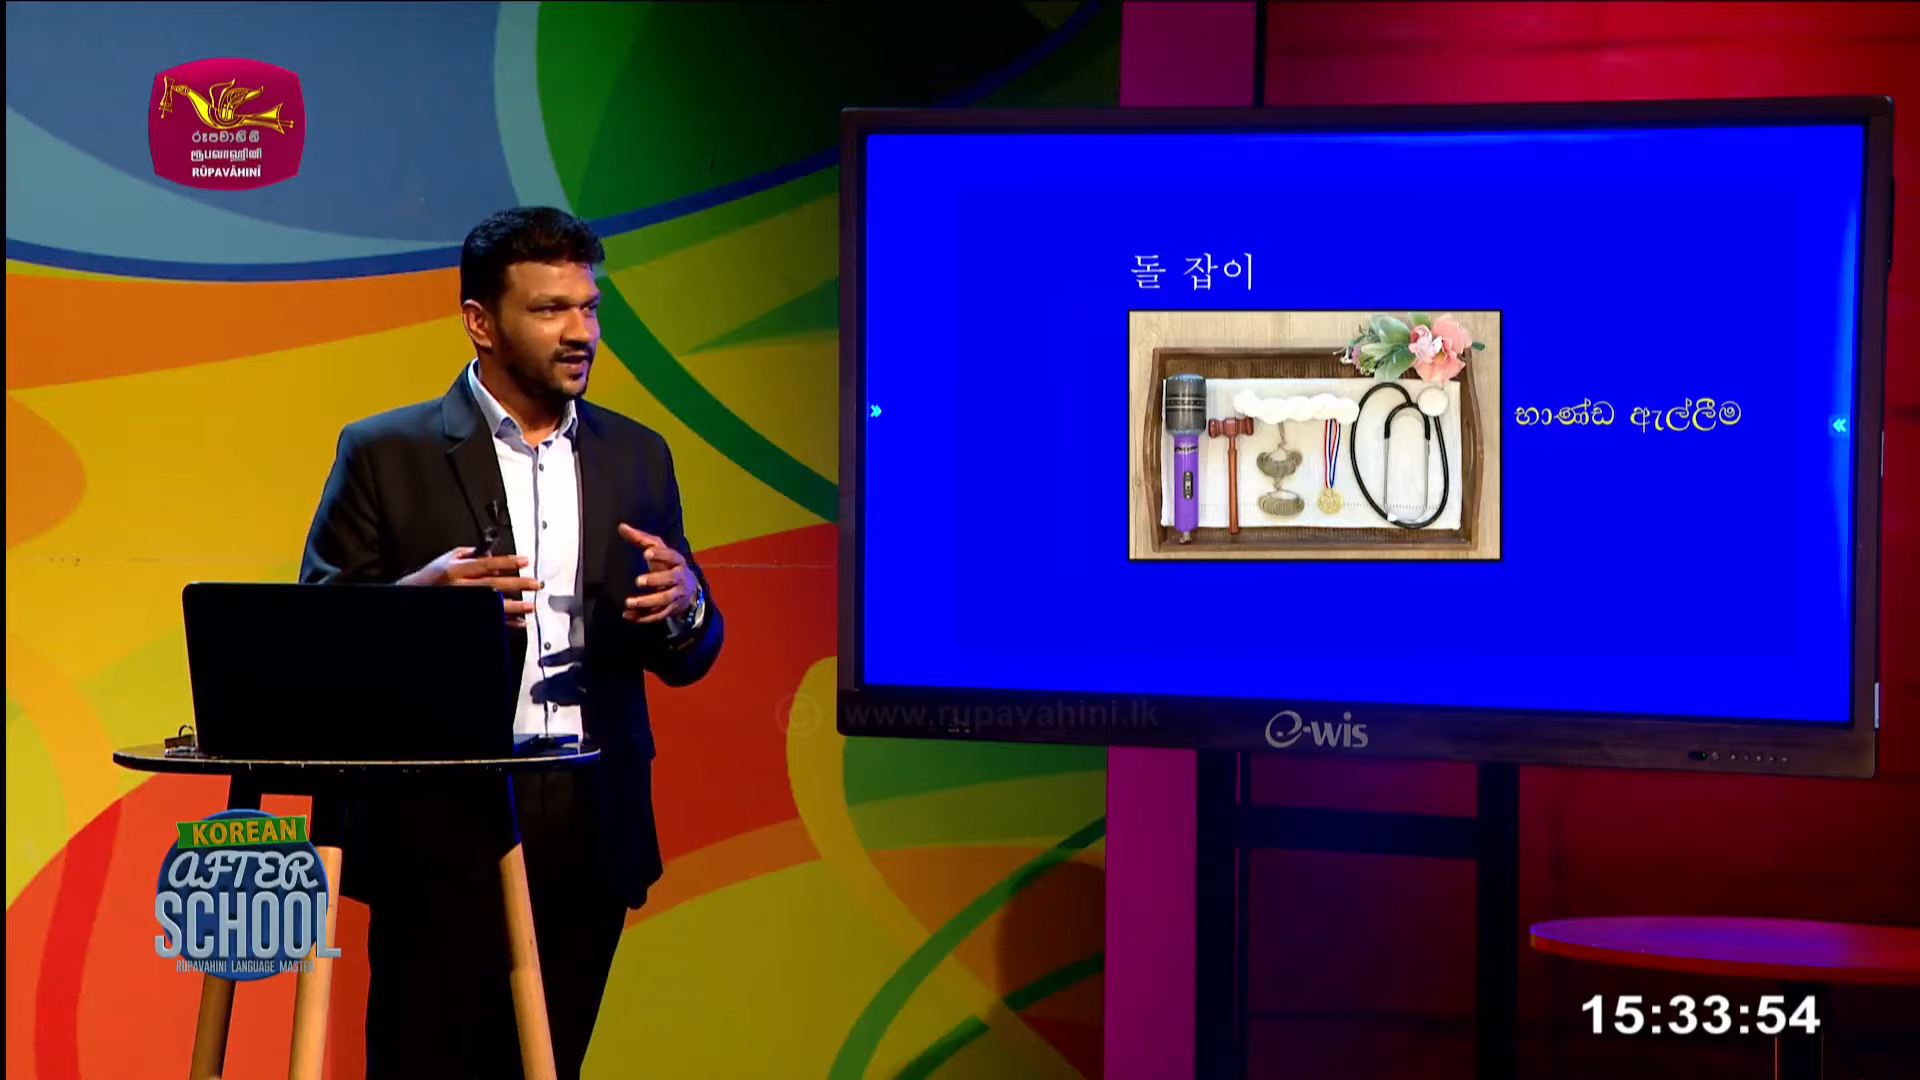 රූපවාහිනී
ரூபவாஹினி
RŪPAVĀHINĪ
돌 잡이
භාණ්ඩ ඇල්ලීම
© www.rupavahini.lk
e-wis
KOREAN
AFTER
SCHOOL
RUPAVAHINI LANGUAGE MASTER
15:33:54